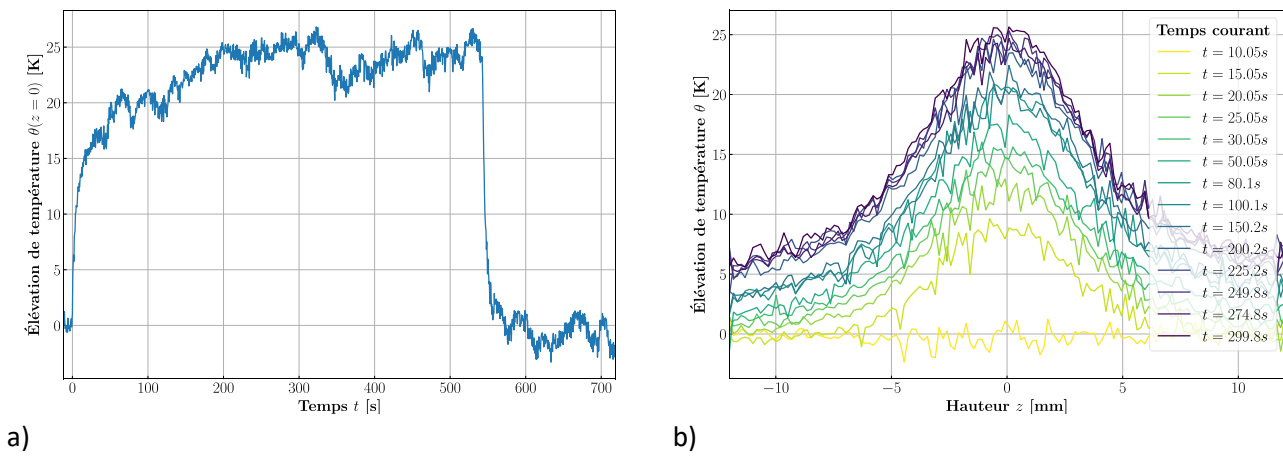 25
20
15
10
5
0
Élévation de température θ(z = 0) [K]
0 100 200 300 400 500 600 700
Temps t [s]
a)
25
20
15
10
5
0
Élévation de température θ [K]
−10 −5 0 5 10
Hauteur z [mm]
Temps courant
t = 10.05s
t = 15.05s
t = 20.05s
t = 25.05s
t = 30.05s
t = 50.05s
t = 80.1s
t = 100.1s
t = 150.2s
t = 200.2s
t = 225.2s
t = 249.8s
t = 274.8s
t = 299.8s
b)